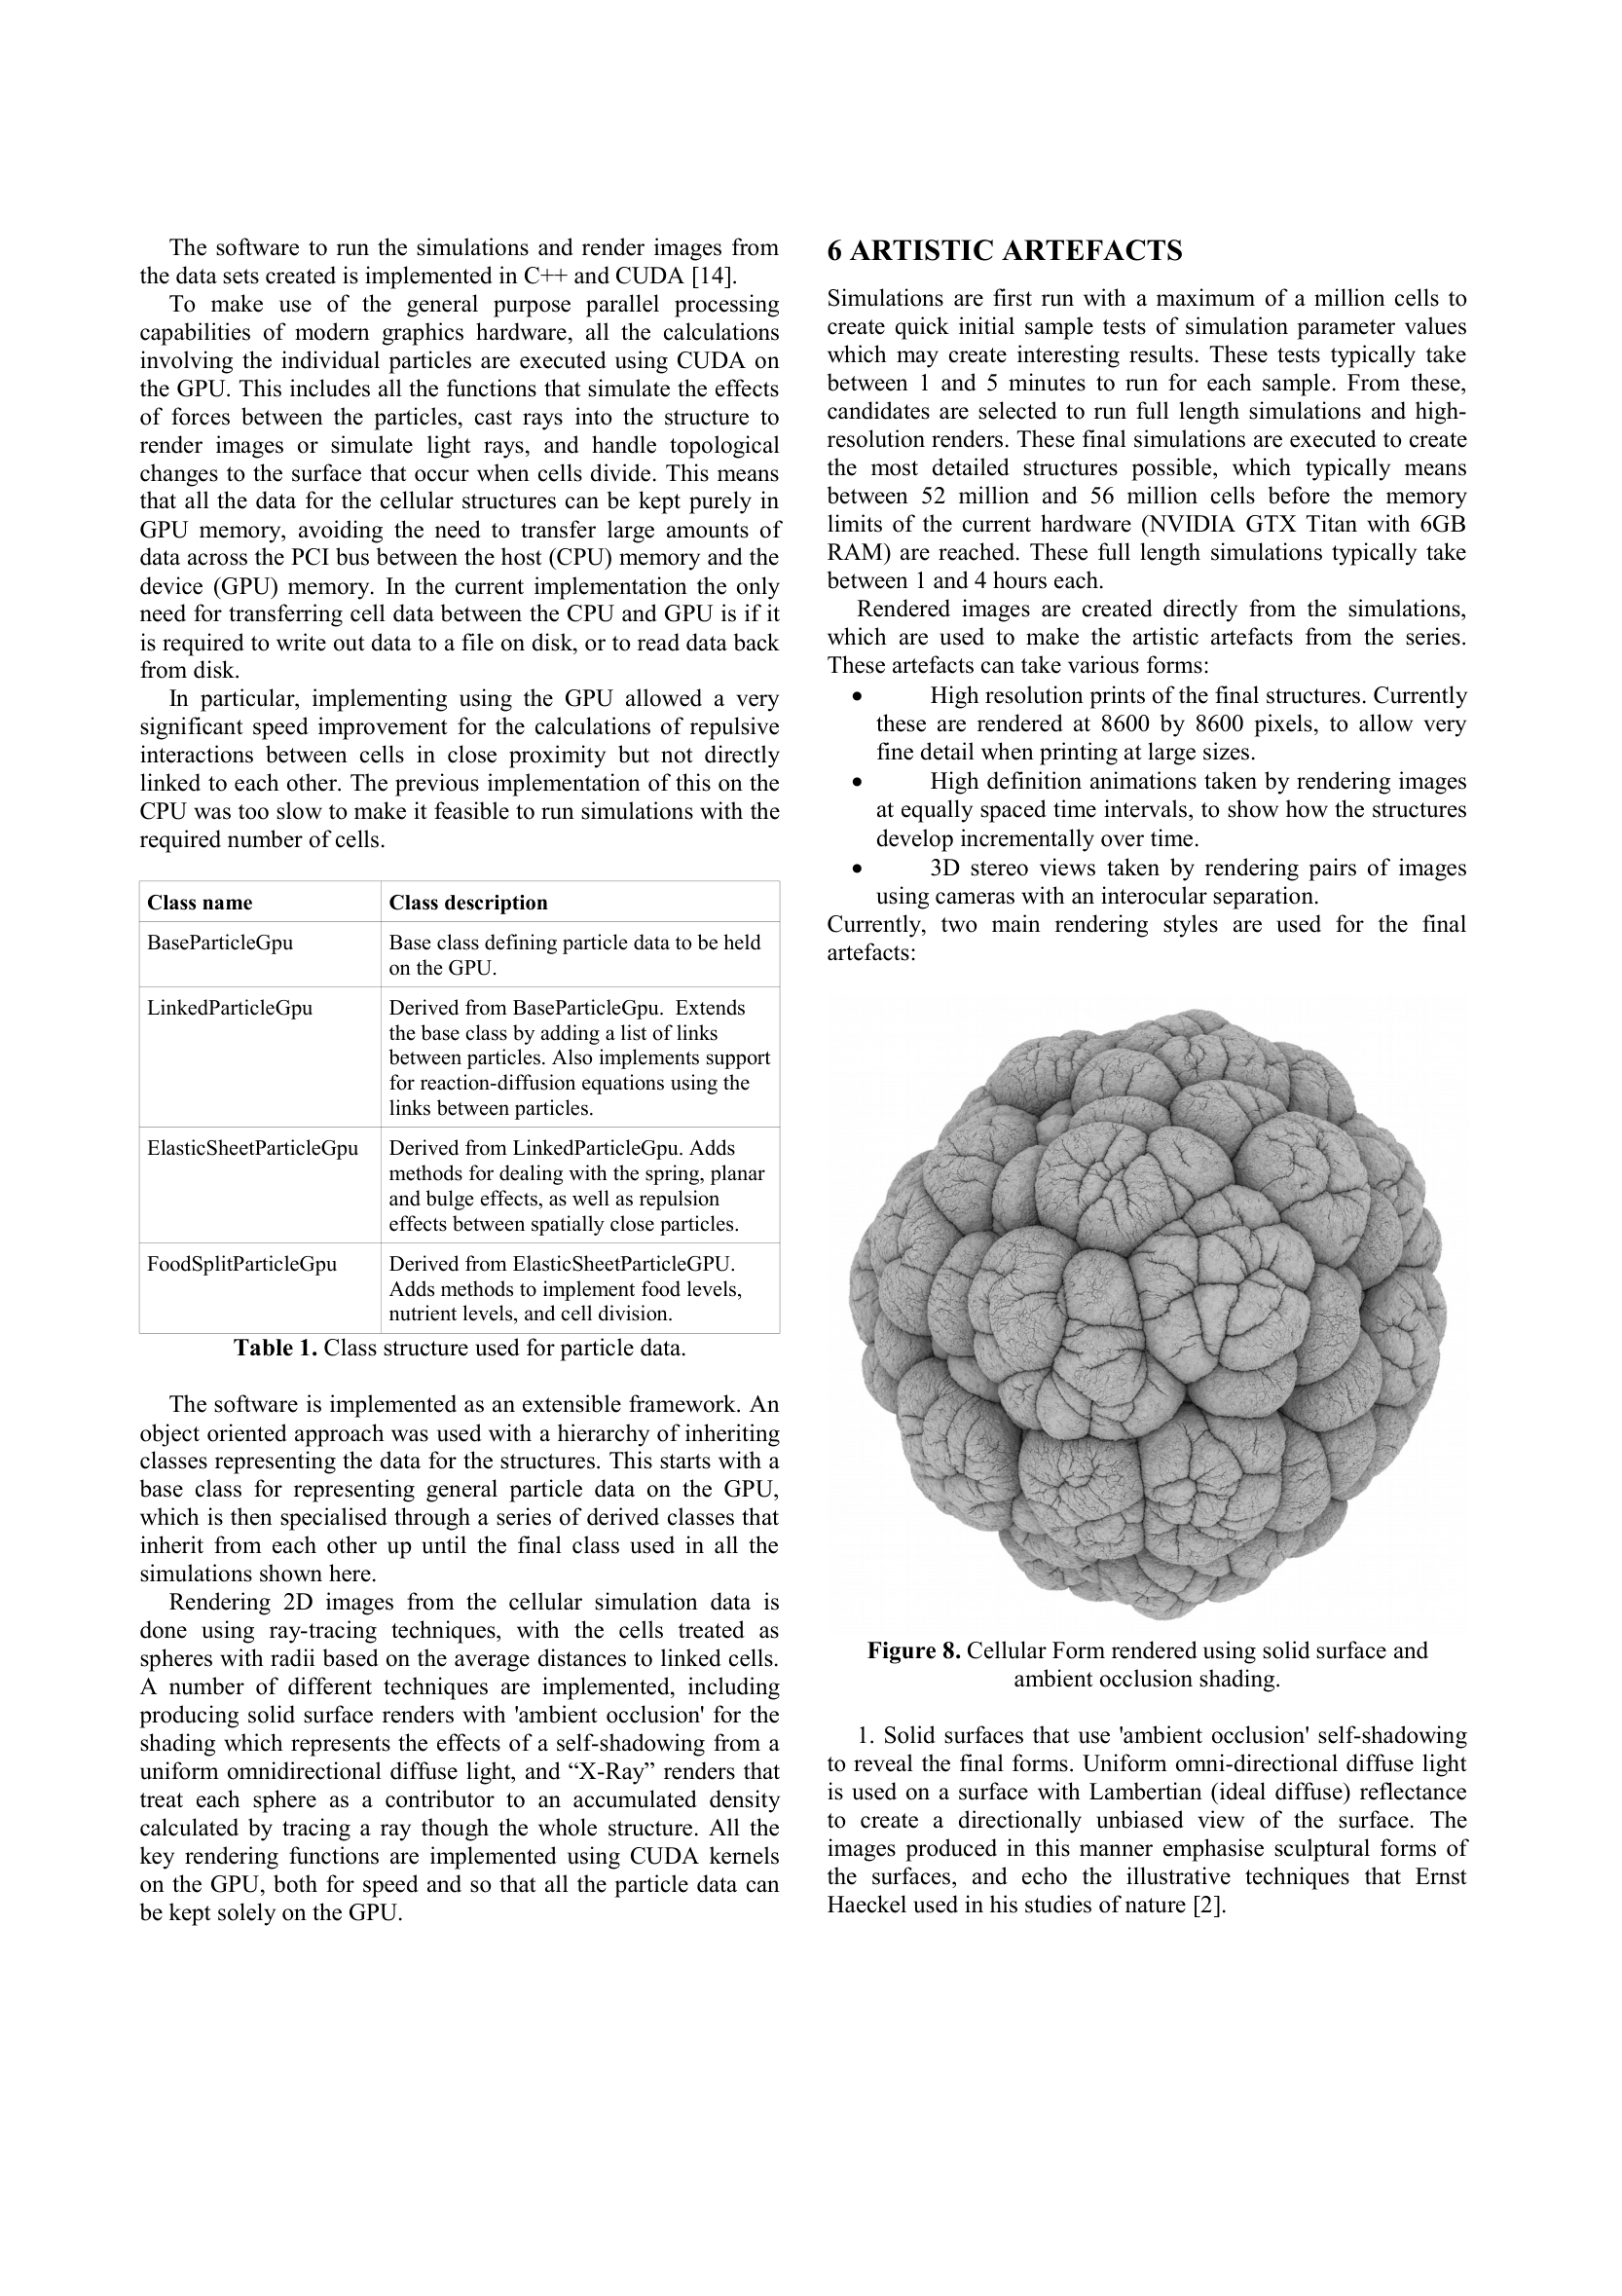 The software to run the simulations and render images from
the data sets created is implemented in C++ and CUDA [14].
To make use of the general purpose parallel processing
capabilities of modern graphics hardware, all the calculations
involving the individual particles are executed using CUDA on
the GPU. This includes all the functions that simulate the effects
of forces between the particles, cast rays into the structure to
render images or simulate light rays, and handle topological
changes to the surface that occur when cells divide. This means
that all the data for the cellular structures can be kept purely in
GPU memory, avoiding the need to transfer large amounts of
data across the PCI bus between the host (CPU) memory and the
device (GPU) memory. In the current implementation the only
need for transferring cell data between the CPU and GPU is if it
is required to write out data to a file on disk, or to read data back
from disk.
In particular, implementing using the GPU allowed a very
significant speed improvement for the calculations of repulsive
interactions between cells in close proximity but not directly
linked to each other. The previous implementation of this on the
CPU was too slow to make it feasible to run simulations with the
required number of cells.
Class name Class description
BaseParticleGpu Base class defining particle data to be held
on the GPU.
LinkedParticleGpu Derived from BaseParticleGpu.  Extends
the base class by adding a list of links
between particles. Also implements support
for reaction-diffusion equations using the
links between particles.
ElasticSheetParticleGpu Derived from LinkedParticleGpu. Adds
methods for dealing with the spring, planar
and bulge effects, as well as repulsion
effects between spatially close particles.
FoodSplitParticleGpu Derived from ElasticSheetParticleGPU.
Adds methods to implement food levels,
nutrient levels, and cell division.
Table 1. Class structure used for particle data.
The software is implemented as an extensible framework. An
object oriented approach was used with a hierarchy of inheriting
classes representing the data for the structures. This starts with a
base class for representing general particle data on the GPU,
which is then specialised through a series of derived classes that
inherit from each other up until the final class used in all the
simulations shown here.
Rendering 2D images from the cellular simulation data is
done using ray-tracing techniques, with the cells treated as
spheres with radii based on the average distances to linked cells.
A number of different techniques are implemented, including
producing solid surface renders with 'ambient occlusion' for the
shading which represents the effects of a self-shadowing from a
uniform omnidirectional diffuse light, and “X-Ray” renders that
treat each sphere as a contributor to an accumulated density
calculated by tracing a ray though the whole structure. All the
key rendering functions are implemented using CUDA kernels
on the GPU, both for speed and so that all the particle data can
be kept solely on the GPU.
6 ARTISTIC ARTEFACTS
Simulations are first run with a maximum of a million cells to
create quick initial sample tests of simulation parameter values
which may create interesting results. These tests typically take
between 1 and 5 minutes to run for each sample. From these,
candidates are selected to run full length simulations and high-
resolution renders. These final simulations are executed to create
the most detailed structures possible, which typically means
between 52 million and 56 million cells before the memory
limits of the current hardware (NVIDIA GTX Titan with 6GB
RAM) are reached. These full length simulations typically take
between 1 and 4 hours each.
Rendered images are created directly from the simulations,
which are used to make the artistic artefacts from the series.
These artefacts can take various forms:
• High resolution prints of the final structures. Currently
these are rendered at 8600 by 8600 pixels, to allow very
fine detail when printing at large sizes.
• High definition animations taken by rendering images
at equally spaced time intervals, to show how the structures
develop incrementally over time.
• 3D stereo views taken by rendering pairs of images
using cameras with an interocular separation.
Currently, two main rendering styles are used for the final
artefacts:
Figure 8. Cellular Form rendered using solid surface and
ambient occlusion shading.
1. Solid surfaces that use 'ambient occlusion' self-shadowing
to reveal the final forms. Uniform omni-directional diffuse light
is used on a surface with Lambertian (ideal diffuse) reflectance
to create a directionally unbiased view of the surface. The
images produced in this manner emphasise sculptural forms of
the surfaces, and echo the illustrative techniques that Ernst
Haeckel used in his studies of nature [2].